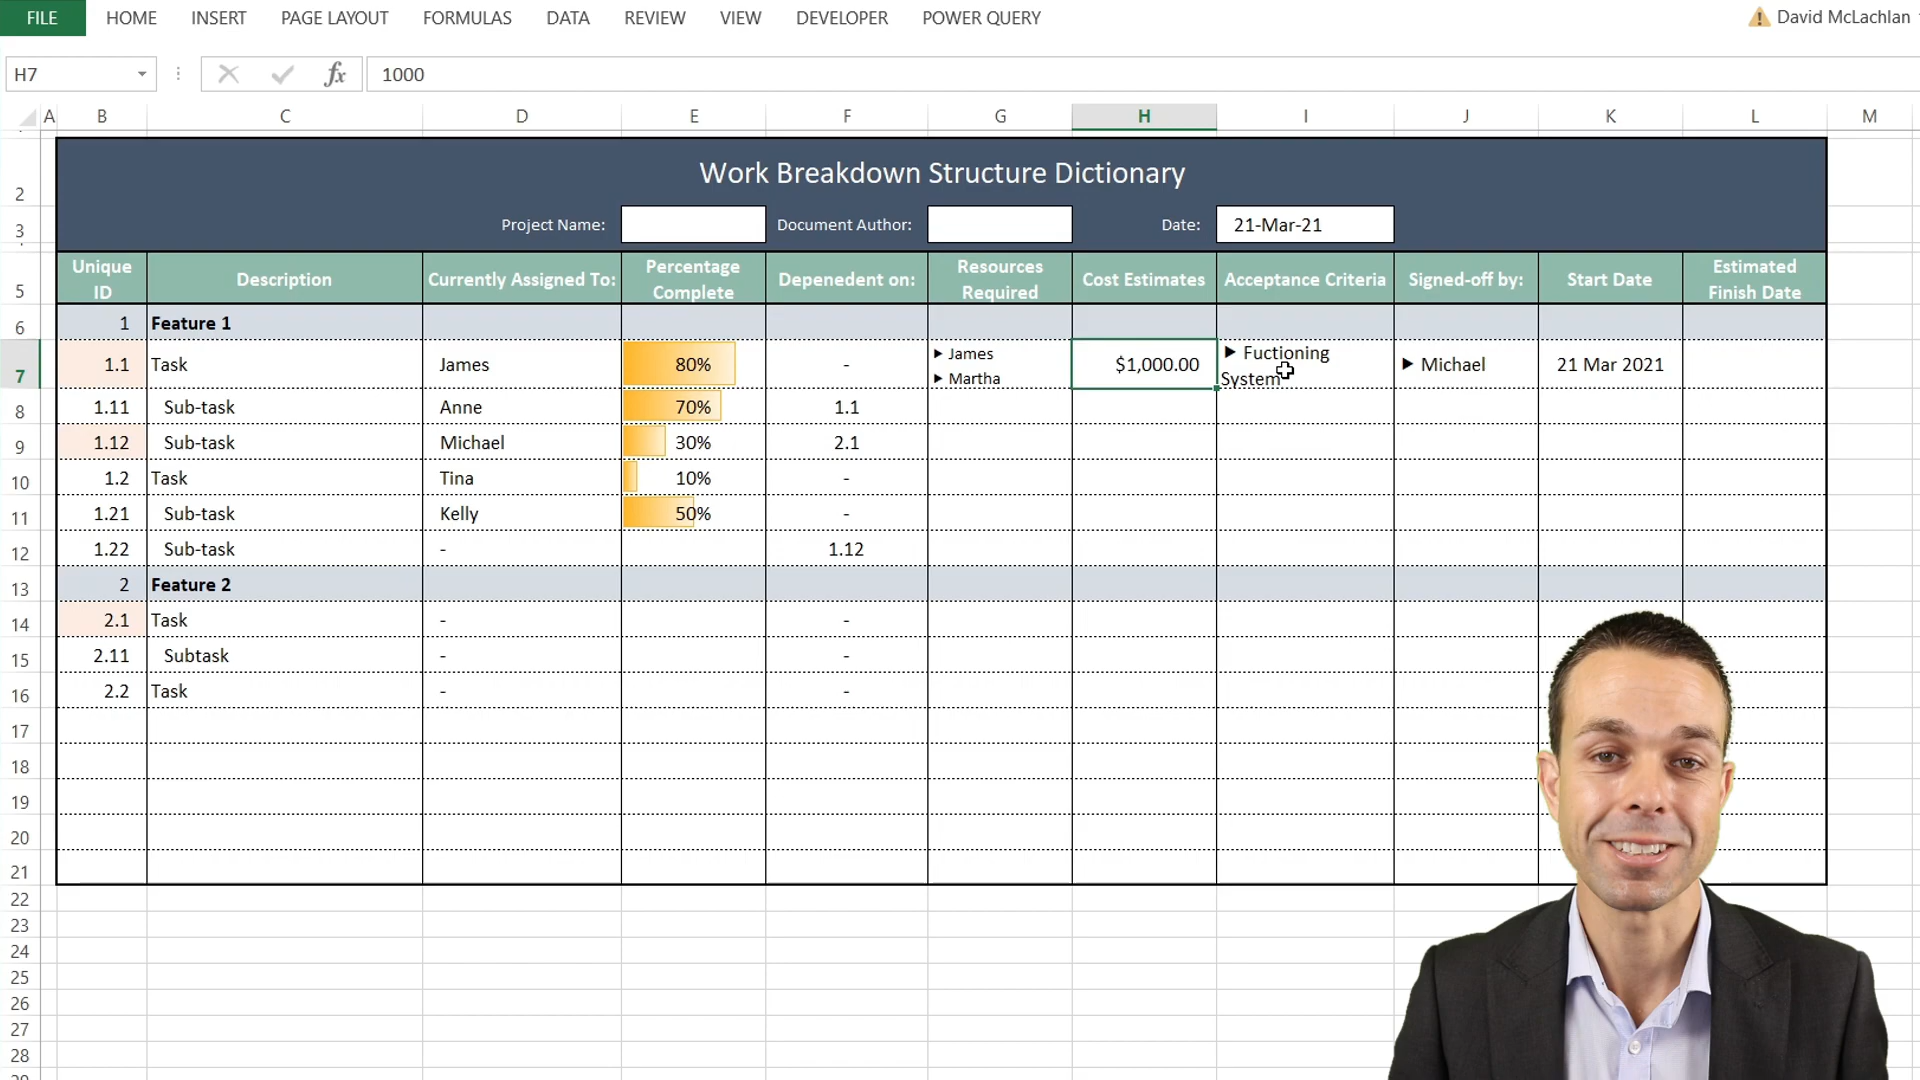 FILE HOME INSERT PAGE LAYOUT FORMULAS DATA REVIEW VIEW DEVELOPER POWER QUERY David McLachlan
H7 fx 1000
A B C D E F G H I J K L M
2 Work Breakdown Structure Dictionary
3 Project Name: Document Author: Date: 21-Mar-21
Unique Percentage Resources Estimated
5 ID Description Currently Assigned To: Complete Depenedent on: Required Cost Estimates Acceptance Criteria Signed-off by: Start Date Finish Date
6 1 Feature 1
7 1.1 Task James 80% - ▶ James $1,000.00 ▶ Fuctioning ▶ Michael 21 Mar 2021
▶ Martha System
8 1.11 Sub-task Anne 70% 1.1
9 1.12 Sub-task Michael 30% 2.1
10 1.2 Task Tina 10% -
11 1.21 Sub-task Kelly 50% -
12 1.22 Sub-task - 1.12
13 2 Feature 2
14 2.1 Task - -
15 2.11 Subtask - -
16 2.2 Task - -
17
18
19
20
21
22
23
24
25
26
27
28